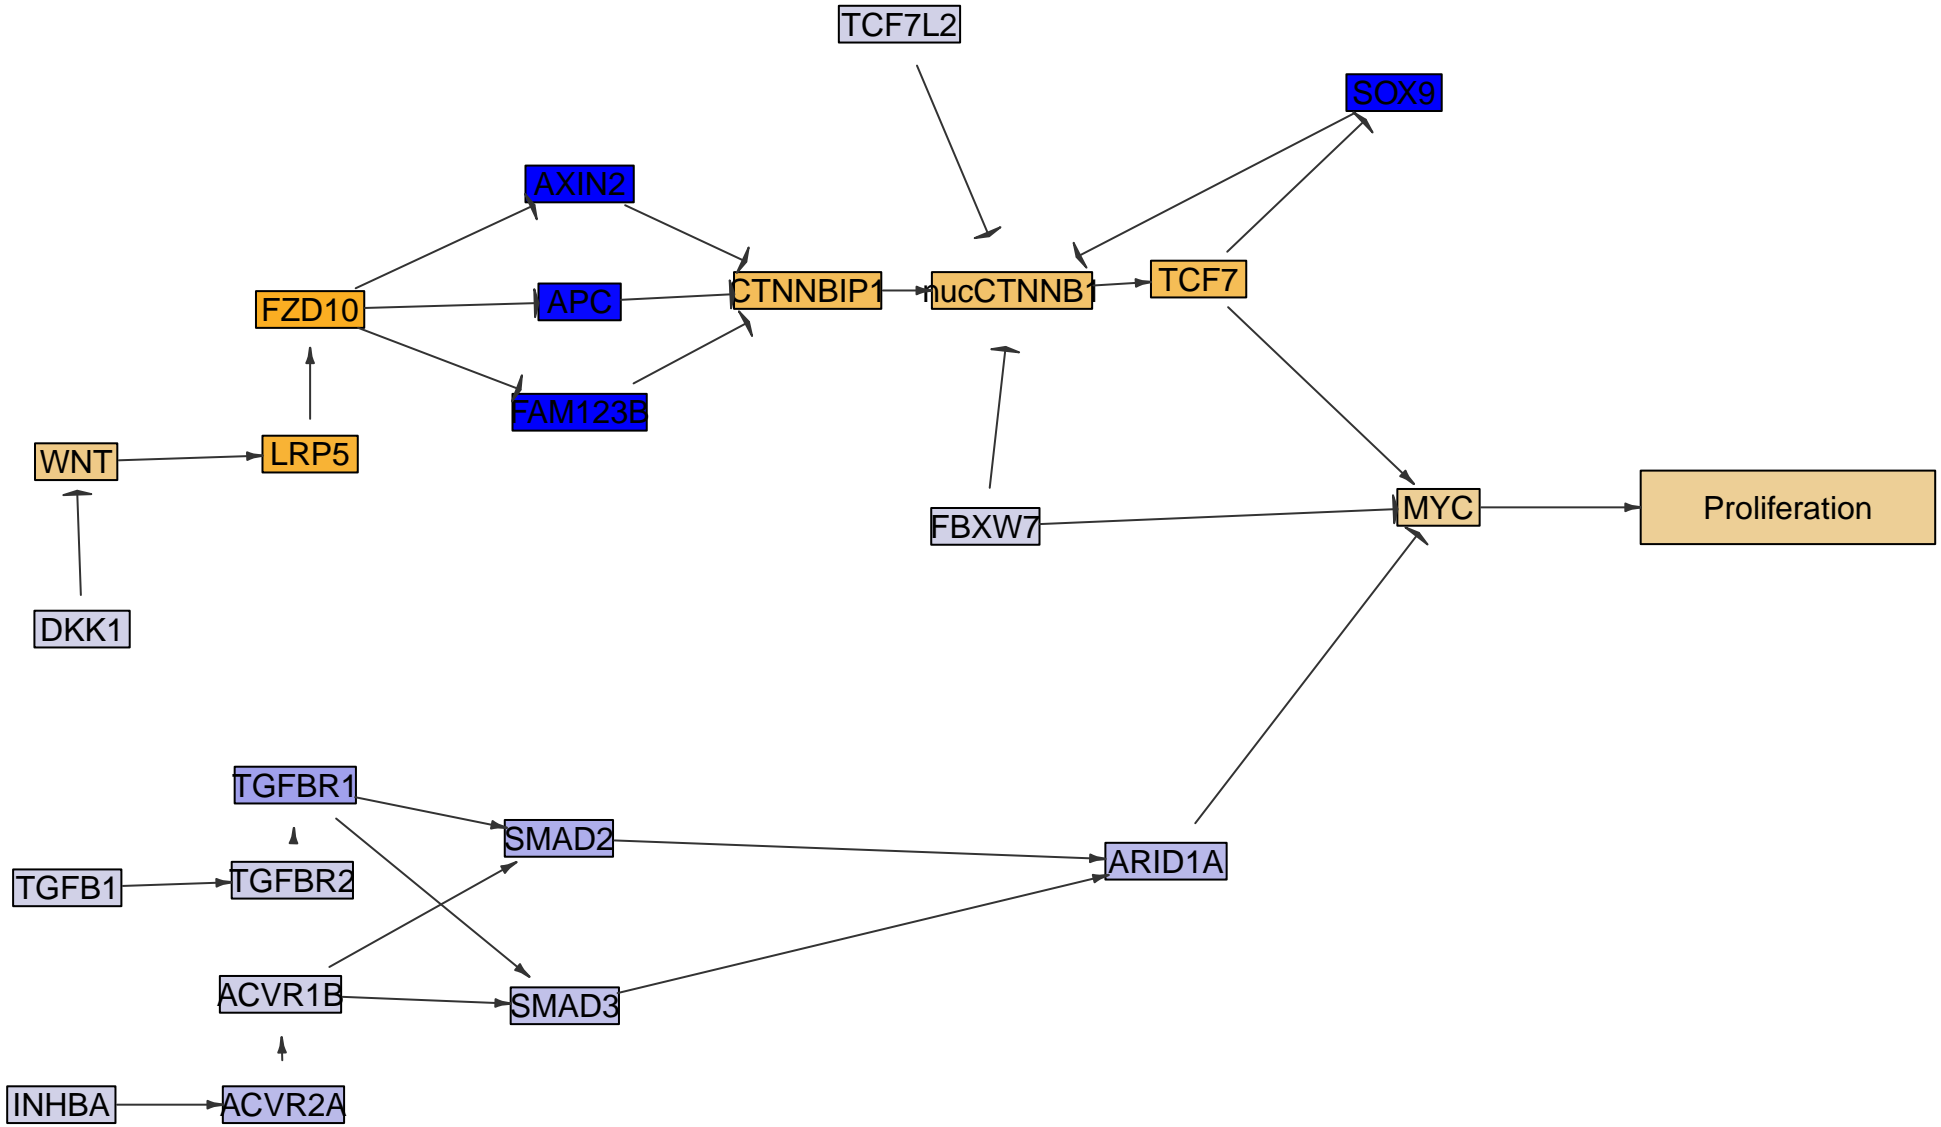 TCF7L2
SOX9
AXIN2
FZD10
APC
CTNNBIP1
nucCTNNB1
TCF7
FAM123B
WNT
LRP5
FBXW7
MYC
Proliferation
DKK1
TGFBR1
SMAD2
TGFB1
TGFBR2
ARID1A
ACVR1B
SMAD3
INHBA
ACVR2A